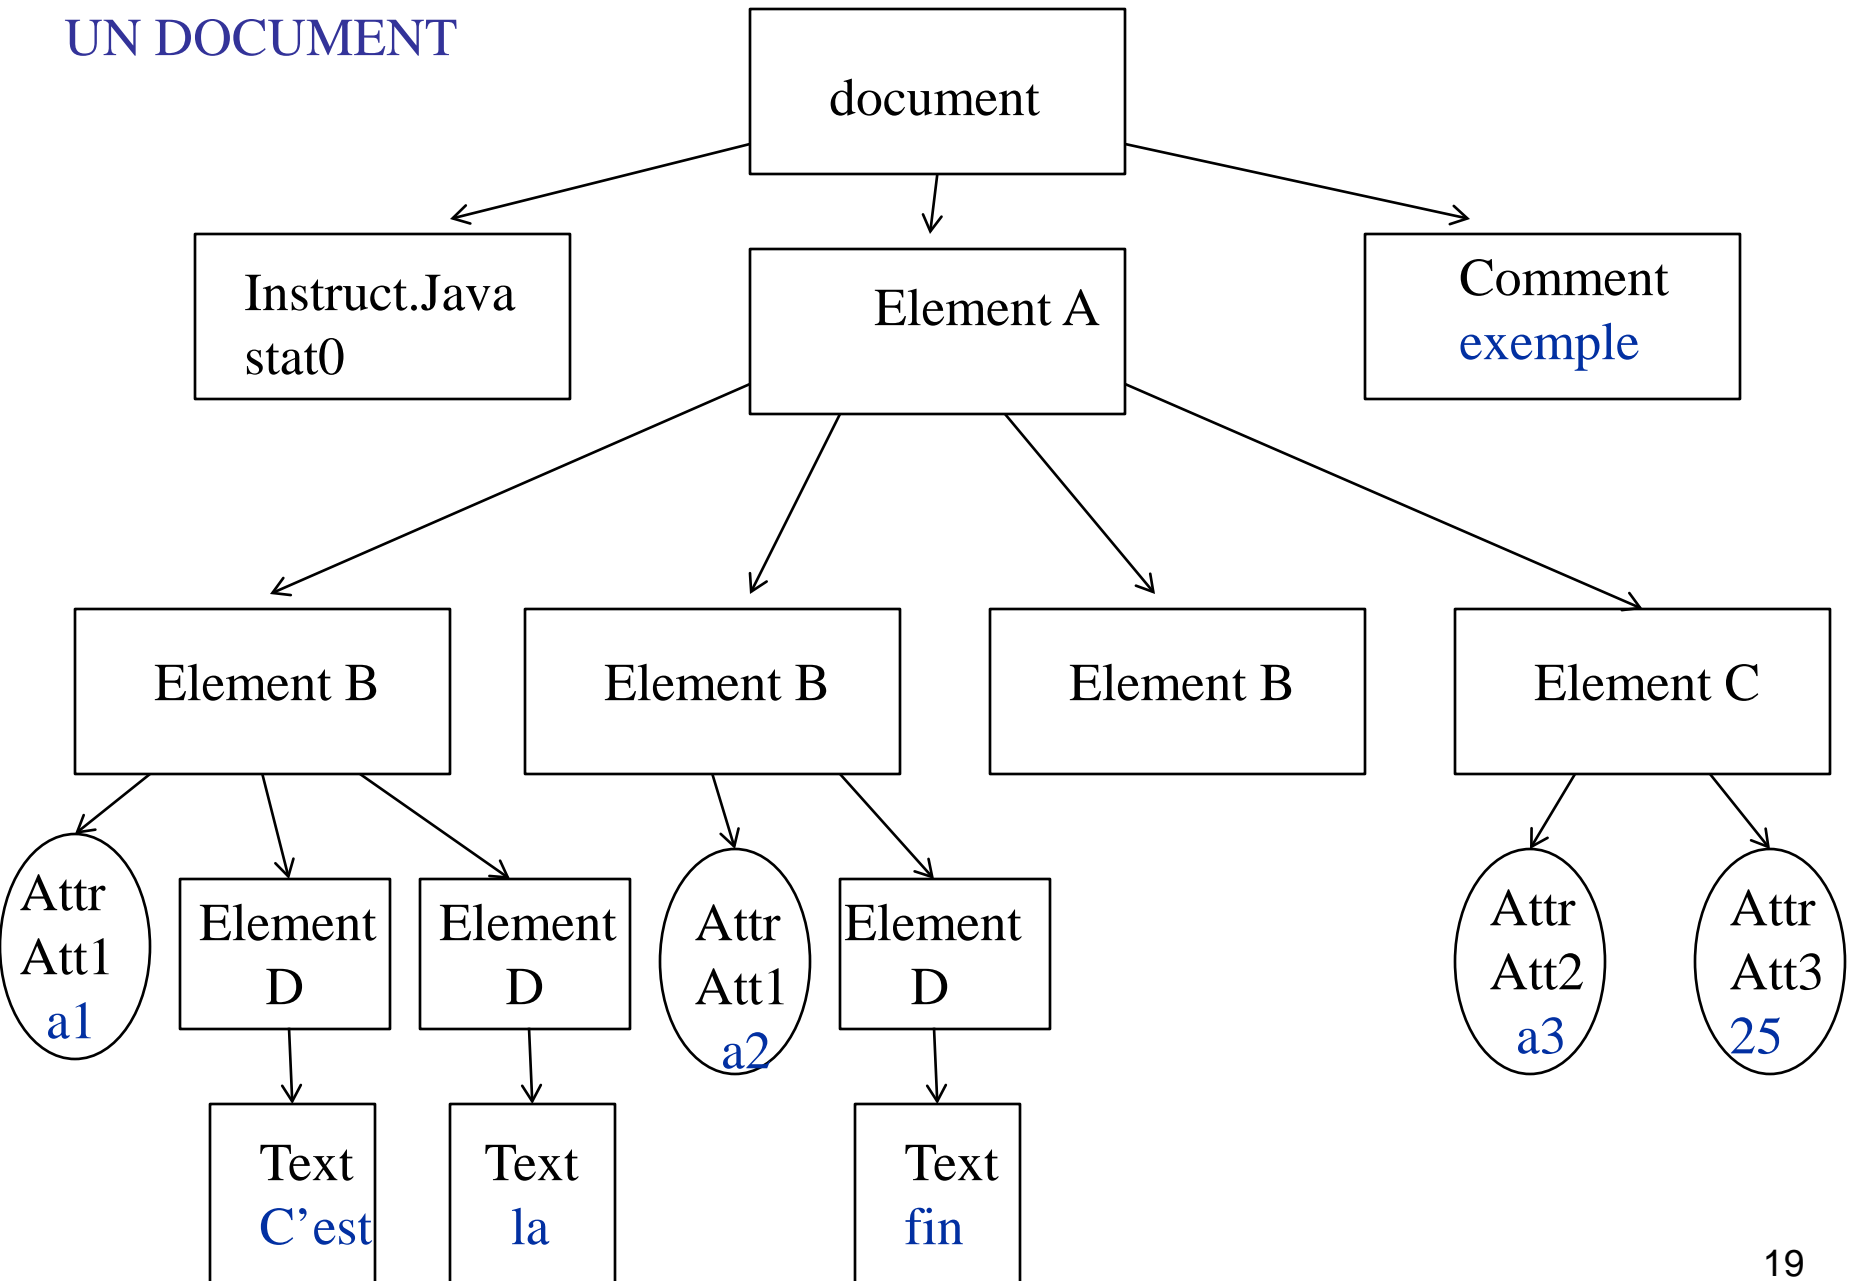 UN DOCUMENT
document
Instruct.Java
stat0
Element A
Comment
exemple
Element B
Element B
Element B
Element C
Attr
Att1
a1
Element
D
Element
D
Attr
Att1
a2
Element
D
Attr
Att2
a3
Attr
Att3
25
Text
C’est
Text
la
Text
fin
19